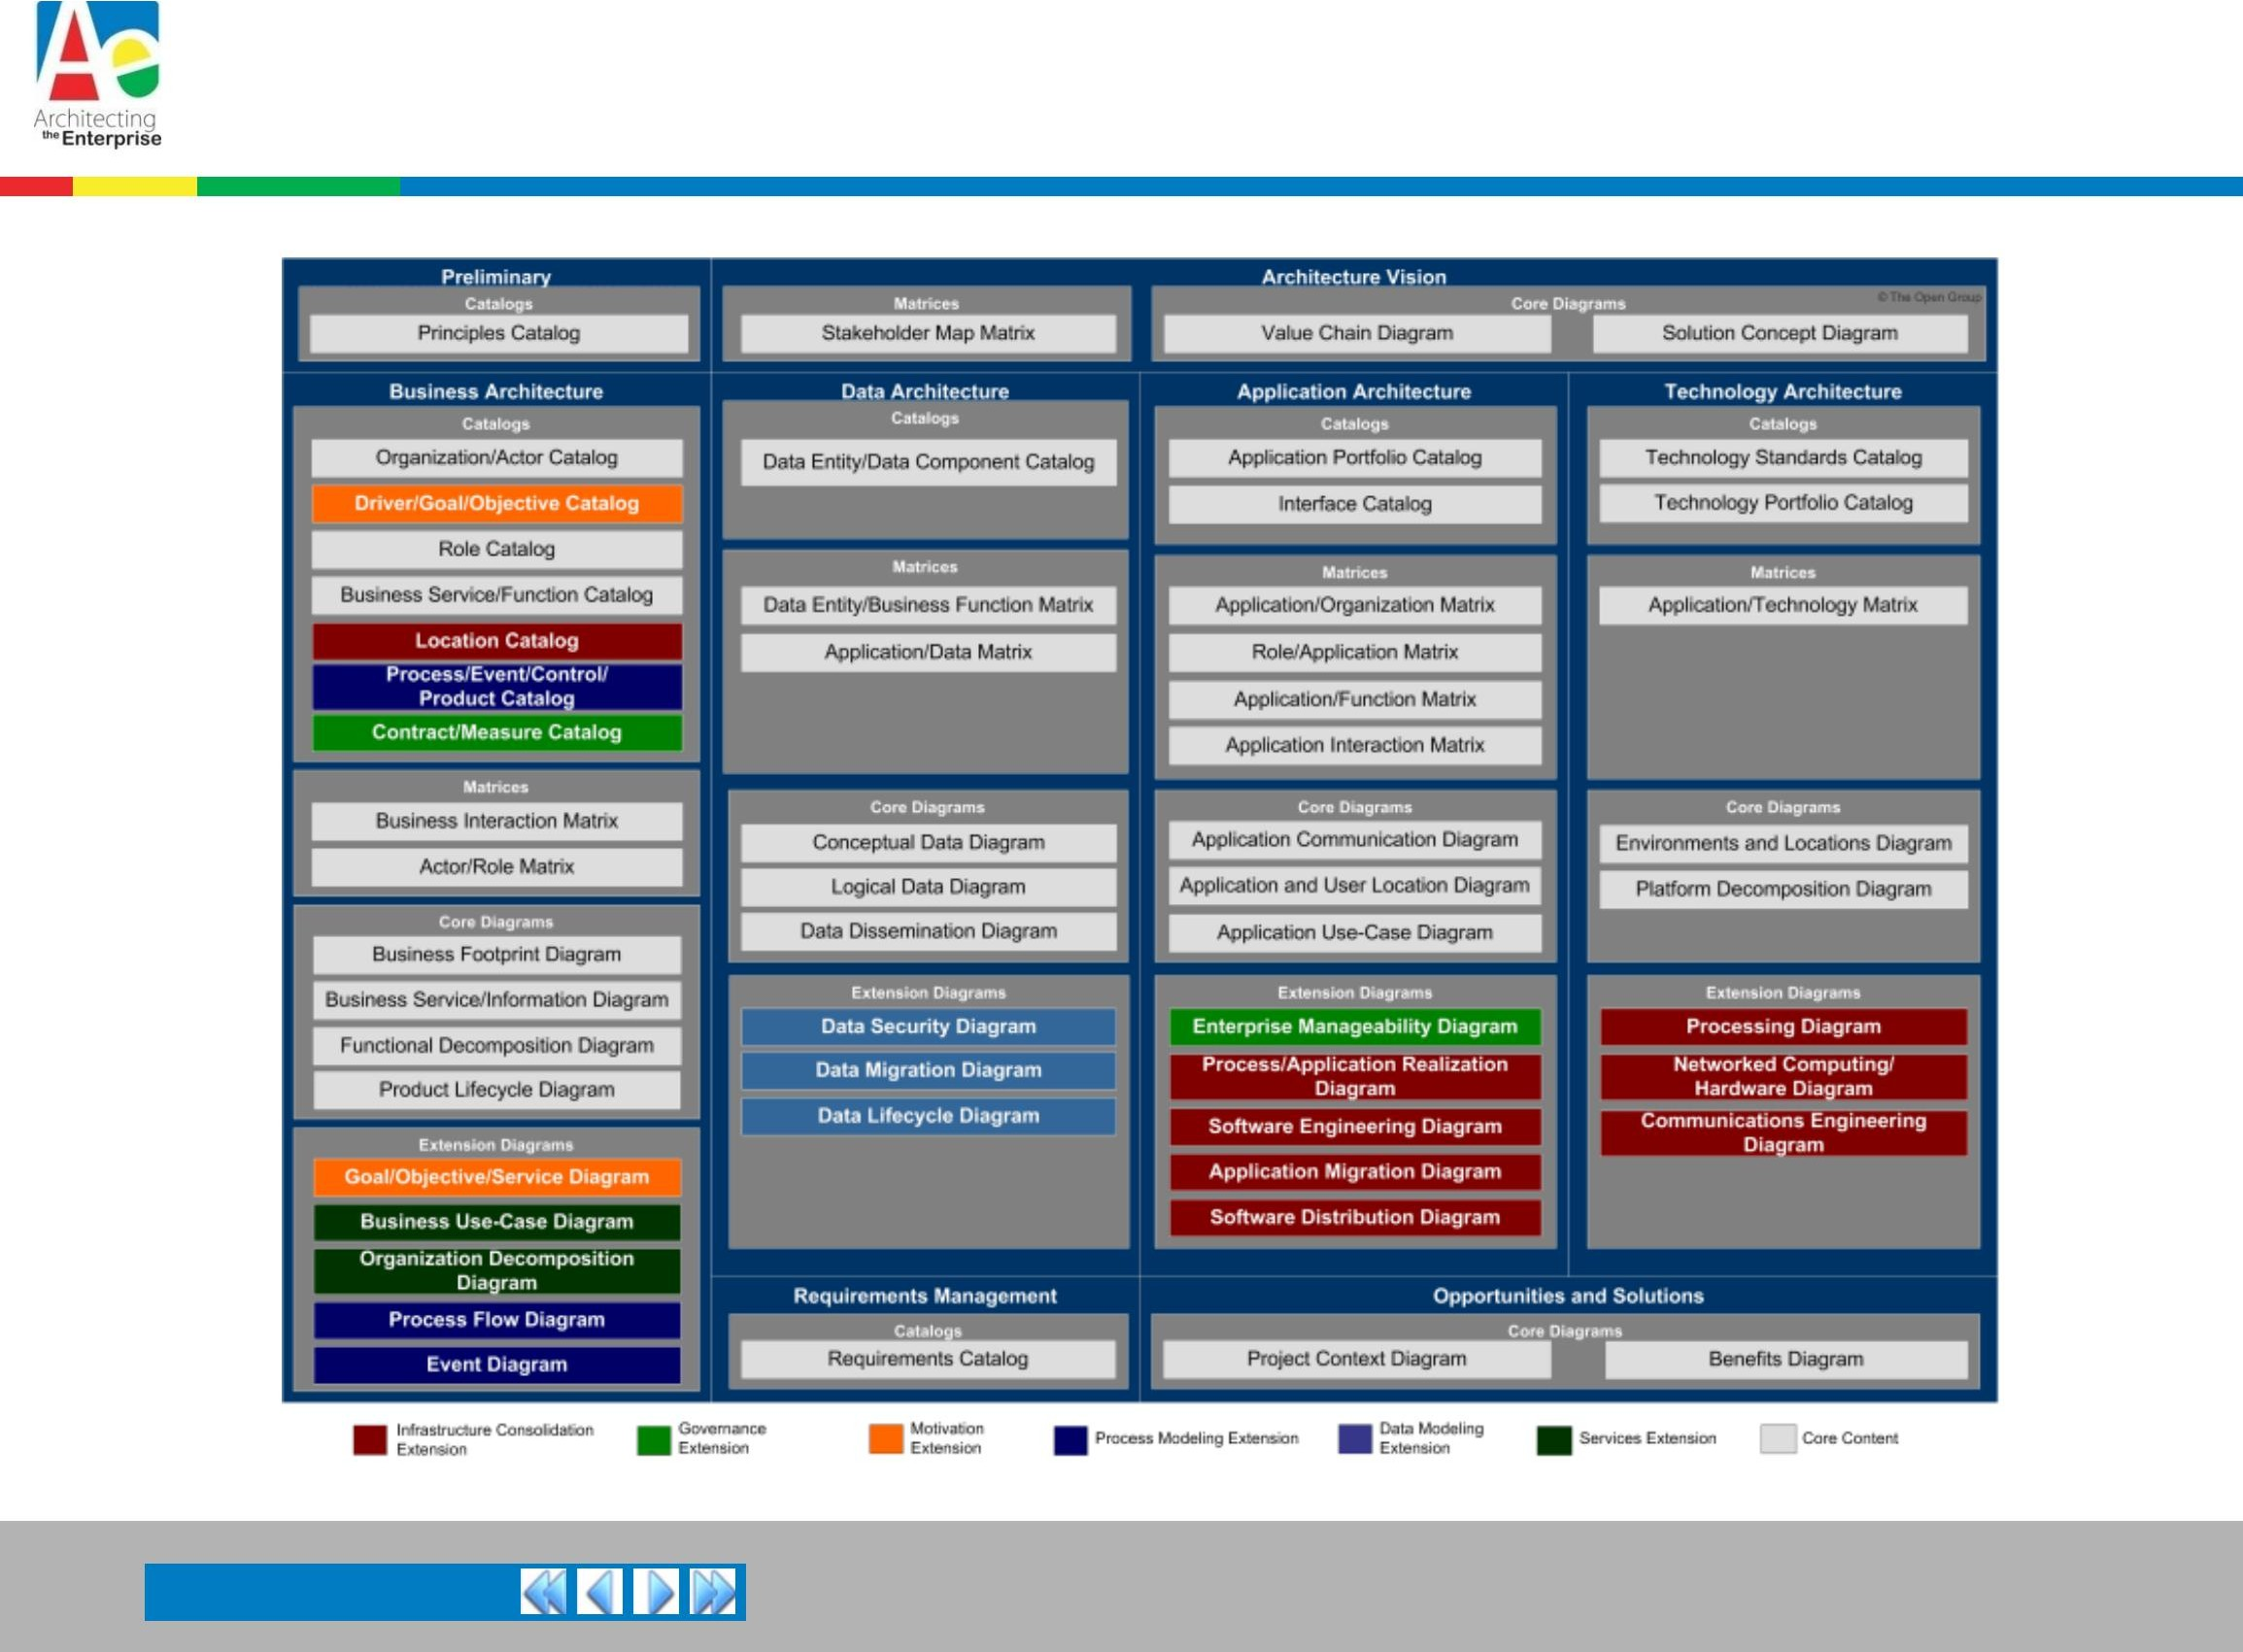 Architecting
the Enterprise
Preliminary
Catalogs
Principles Catalog
Architecture Vision
Matrices
Stakeholder Map Matrix
Core Diagrams
© The Open Group
Value Chain Diagram
Solution Concept Diagram
Business Architecture
Catalogs
Organization/Actor Catalog
Driver/Goal/Objective Catalog
Role Catalog
Business Service/Function Catalog
Location Catalog
Process/Event/Control/
Product Catalog
Contract/Measure Catalog
Matrices
Business Interaction Matrix
Actor/Role Matrix
Core Diagrams
Business Footprint Diagram
Business Service/Information Diagram
Functional Decomposition Diagram
Product Lifecycle Diagram
Extension Diagrams
Goal/Objective/Service Diagram
Business Use-Case Diagram
Organization Decomposition
Diagram
Process Flow Diagram
Event Diagram
Data Architecture
Catalogs
Data Entity/Data Component Catalog
Matrices
Data Entity/Business Function Matrix
Application/Data Matrix
Core Diagrams
Conceptual Data Diagram
Logical Data Diagram
Data Dissemination Diagram
Extension Diagrams
Data Security Diagram
Data Migration Diagram
Data Lifecycle Diagram
Application Architecture
Catalogs
Application Portfolio Catalog
Interface Catalog
Matrices
Application/Organization Matrix
Role/Application Matrix
Application/Function Matrix
Application Interaction Matrix
Core Diagrams
Application Communication Diagram
Application and User Location Diagram
Application Use-Case Diagram
Extension Diagrams
Enterprise Manageability Diagram
Process/Application Realization
Diagram
Software Engineering Diagram
Application Migration Diagram
Software Distribution Diagram
Technology Architecture
Catalogs
Technology Standards Catalog
Technology Portfolio Catalog
Matrices
Application/Technology Matrix
Core Diagrams
Environments and Locations Diagram
Platform Decomposition Diagram
Extension Diagrams
Processing Diagram
Networked Computing/
Hardware Diagram
Communications Engineering
Diagram
Requirements Management
Catalogs
Requirements Catalog
Opportunities and Solutions
Core Diagrams
Project Context Diagram
Benefits Diagram
Infrastructure Consolidation
Extension
Governance
Extension
Motivation
Extension
Process Modeling Extension
Data Modeling
Extension
Services Extension
Core Content